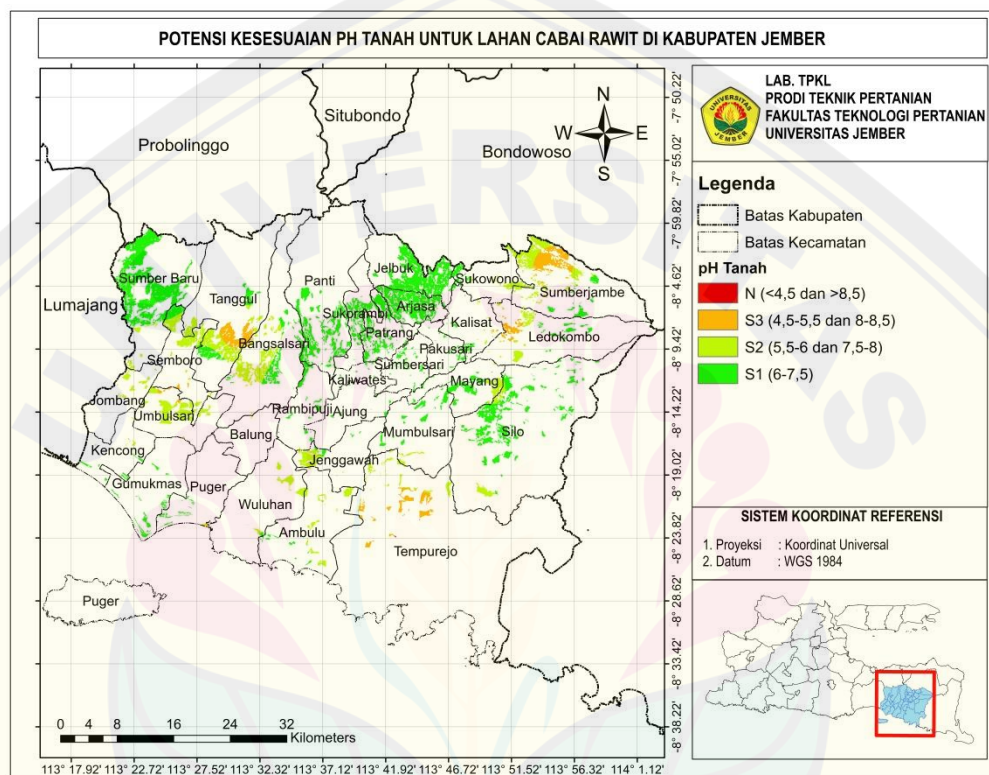 POTENSI KESESUAIAN PH TANAH UNTUK LAHAN CABAI RAWIT DI KABUPATEN JEMBER
LAB. TPKL
PRODI TEKNIK PERTANIAN
FAKULTAS TEKNOLOGI PERTANIAN
UNIVERSITAS JEMBER
UNIVERSITAS
JEMBER
Legenda
Batas Kabupaten
Batas Kecamatan
pH Tanah
N (<4,5 dan >8,5)
S3 (4,5-5,5 dan 8-8,5)
S2 (5,5-6 dan 7,5-8)
S1 (6-7,5)
SISTEM KOORDINAT REFERENSI
1. Proyeksi : Koordinat Universal
2. Datum : WGS 1984
N
W E
S
Situbondo
Probolinggo
Bondowoso
Lumajang
Sumber Baru
Tanggul
Panti
Jelbuk
Sukowono
Sumberjambe
Sukorambi
Arjasa
Patrang
Kalisat
Ledokombo
Bangsalsari
Semboro
Pakusari
Sumbersari
Kaliwates
Mayang
Jombang
Umbulsari
Rambipuji
Ajung
Silo
Balung
Mumbulsari
Kencong
Jenggawah
Gumukmas
Puger
Wuluhan
Ambulu
Tempurejo
Puger
-7° 50.22'
-7° 55.02'
-7° 59.82'
-8° 4.62'
-8° 9.42'
-8° 14.22'
-8° 19.02'
-8° 23.82'
-8° 28.62'
-8° 33.42'
-8° 38.22'
0 4 8 16 24 32
Kilometers
113° 17.92' 113° 22.72' 113° 27.52' 113° 32.32' 113° 37.12' 113° 41.92' 113° 46.72' 113° 51.52' 113° 56.32' 114° 1.12'
UNIVERSITAS